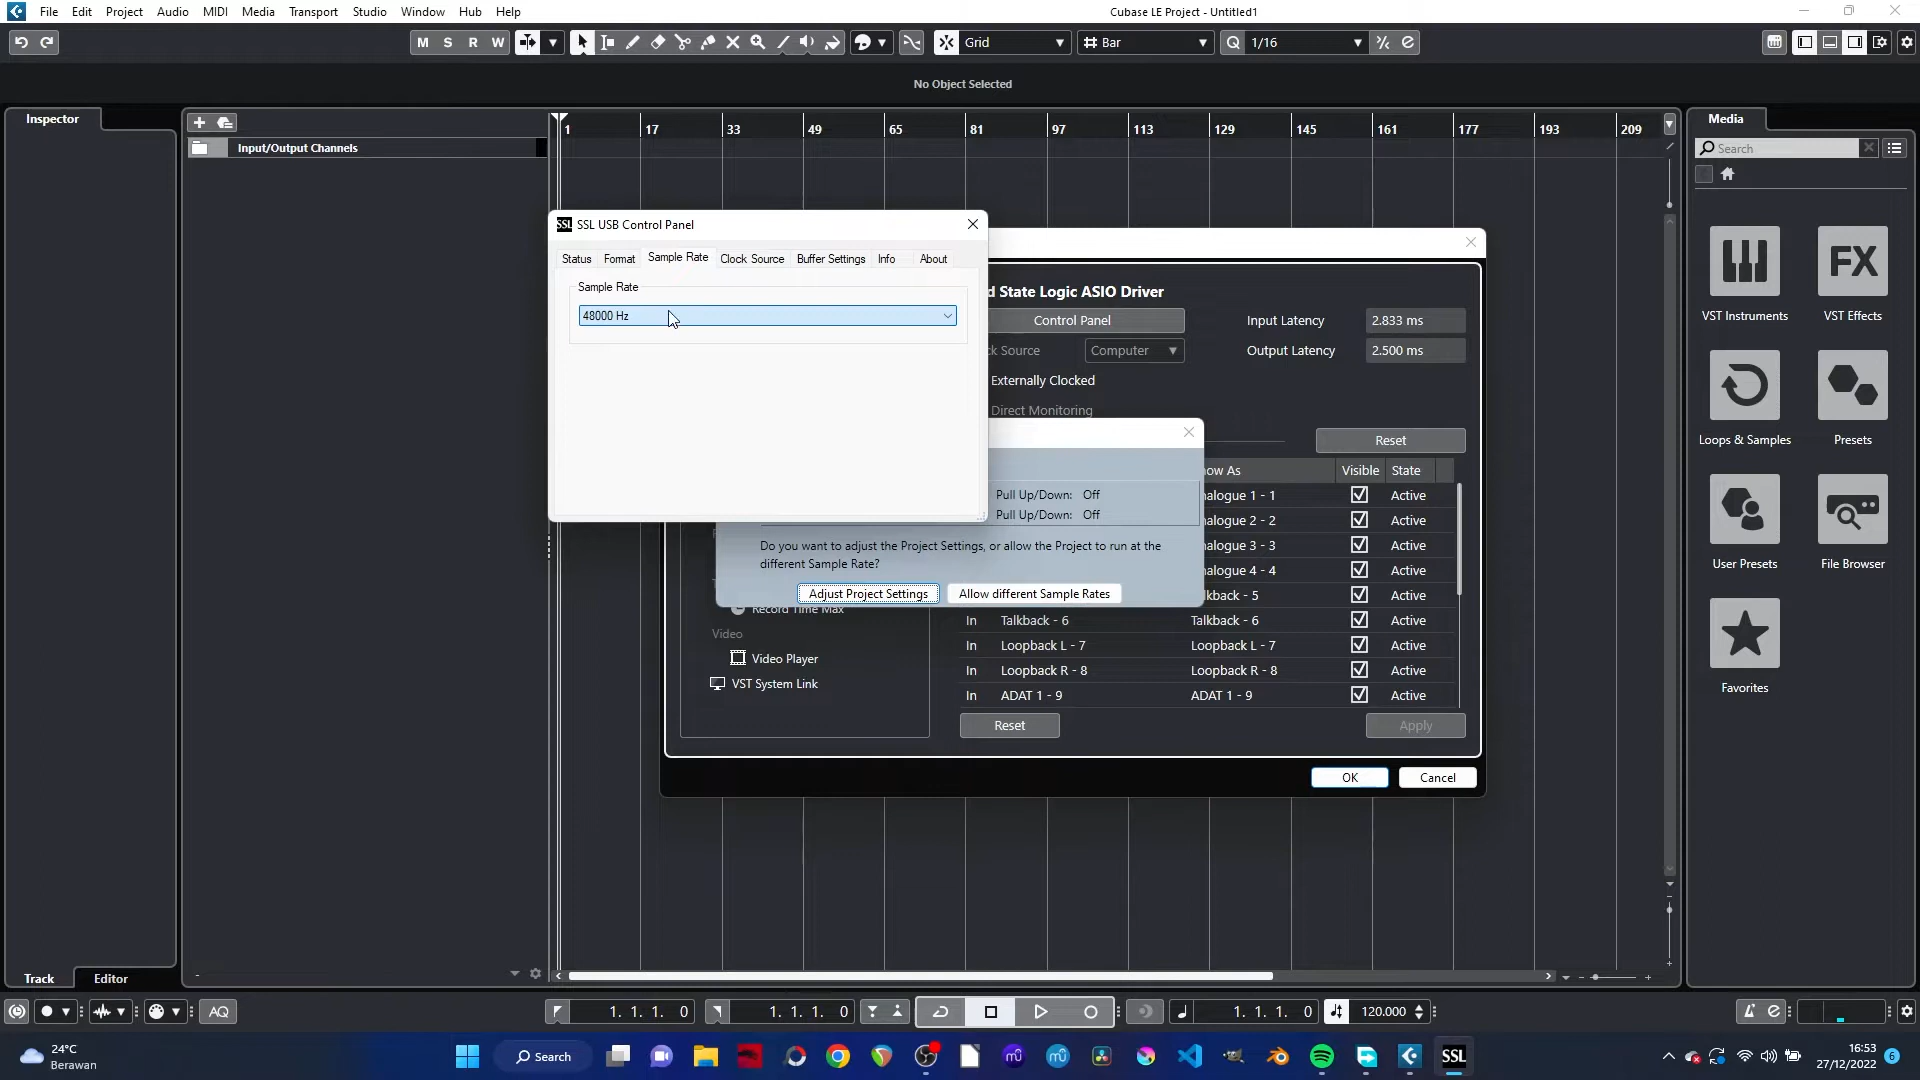 File Edit Project Audio MIDI Media Transport Studio Window Hub Help
Cubase LE Project - Untitled1
M S R W
Grid
Bar
Q 1/16
No Object Selected
Inspector
Input/Output Channels
1 17 33 49 65 81 97 113 129 145 161 177 193 209
Media
Search
VST Instruments
VST Effects
Loops & Samples
Presets
User Presets
File Browser
Favorites
SSL SSL USB Control Panel
Status Format Sample Rate Clock Source Buffer Settings Info About
Sample Rate
48000 Hz
d State Logic ASIO Driver
Control Panel
Input Latency 2.833 ms
ck Source Computer
Output Latency 2.500 ms
Externally Clocked
Direct Monitoring
Reset
ow As Visible State
nalogue 1 - 1 Active
nalogue 2 - 2 Active
nalogue 3 - 3 Active
nalogue 4 - 4 Active
lkback - 5 Active
In Talkback - 6 Talkback - 6 Active
In Loopback L - 7 Loopback L - 7 Active
In Loopback R - 8 Loopback R - 8 Active
In ADAT 1 - 9 ADAT 1 - 9 Active
Reset
Apply
OK Cancel
Pull Up/Down: Off
Pull Up/Down: Off
Do you want to adjust the Project Settings, or allow the Project to run at the
different Sample Rate?
Adjust Project Settings
Allow different Sample Rates
Record Time Max
Video
Video Player
VST System Link
Track Editor
AQ
1. 1. 1. 0
1. 1. 1. 0
1. 1. 1. 0
120.000
24°C
Berawan
Search
SSL
16:53
27/12/2022
6